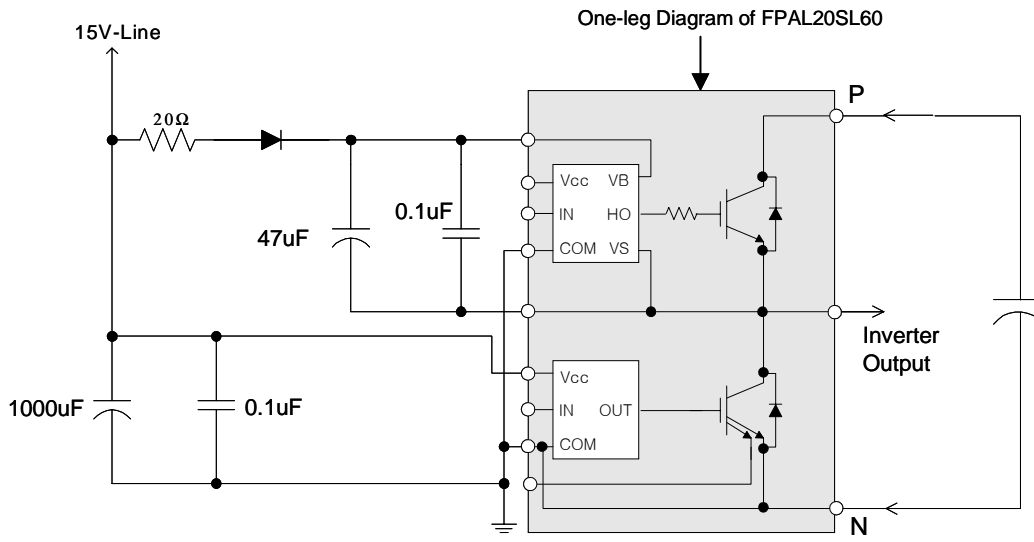 One-leg Diagram of FPAL20SL60
15V-Line
P
20Ω
Vcc VB
0.1uF
IN HO
47uF
COM VS
Inverter
Output
Vcc
1000uF
0.1uF
IN OUT
COM
N